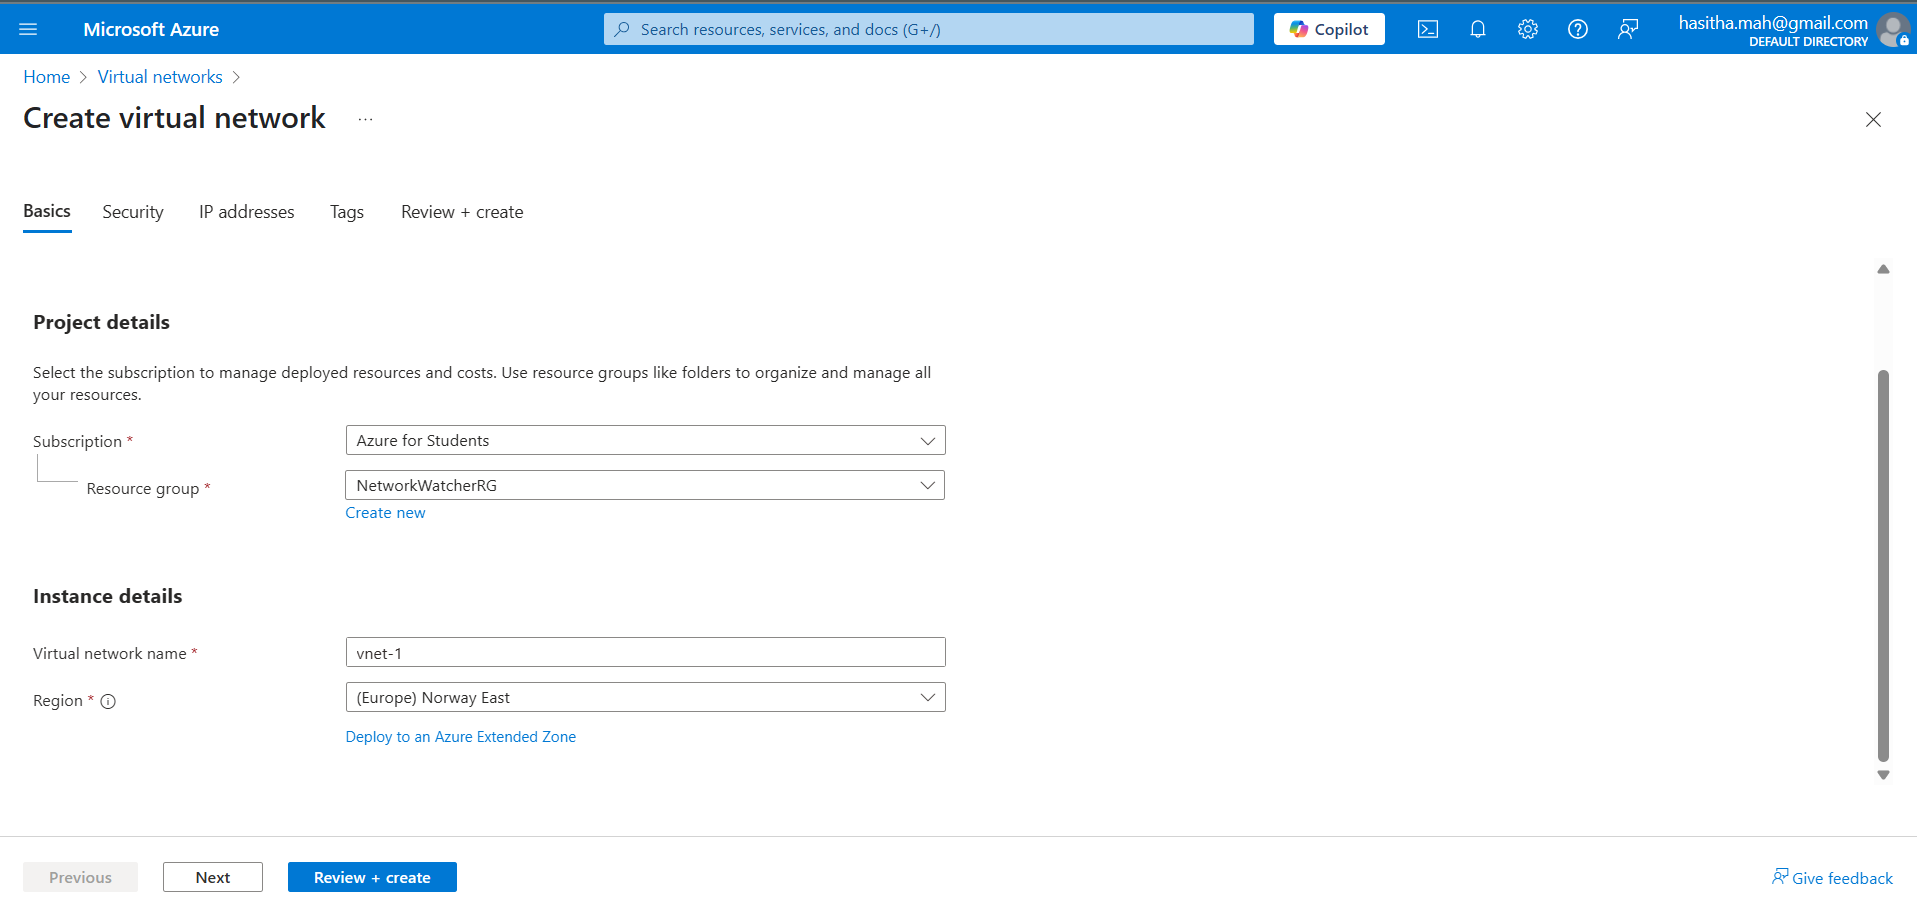 Microsoft Azure
Search resources, services, and docs (G+/)
Copilot
hasitha.mah@gmail.com
DEFAULT DIRECTORY
Home > Virtual networks >
Create virtual network ...
Basics Security IP addresses Tags Review + create
Project details
Select the subscription to manage deployed resources and costs. Use resource groups like folders to organize and manage all
your resources.
Subscription * Azure for Students
Resource group * NetworkWatcherRG
Create new
Instance details
Virtual network name * vnet-1
Region * (Europe) Norway East
Deploy to an Azure Extended Zone
Previous Next Review + create Give feedback